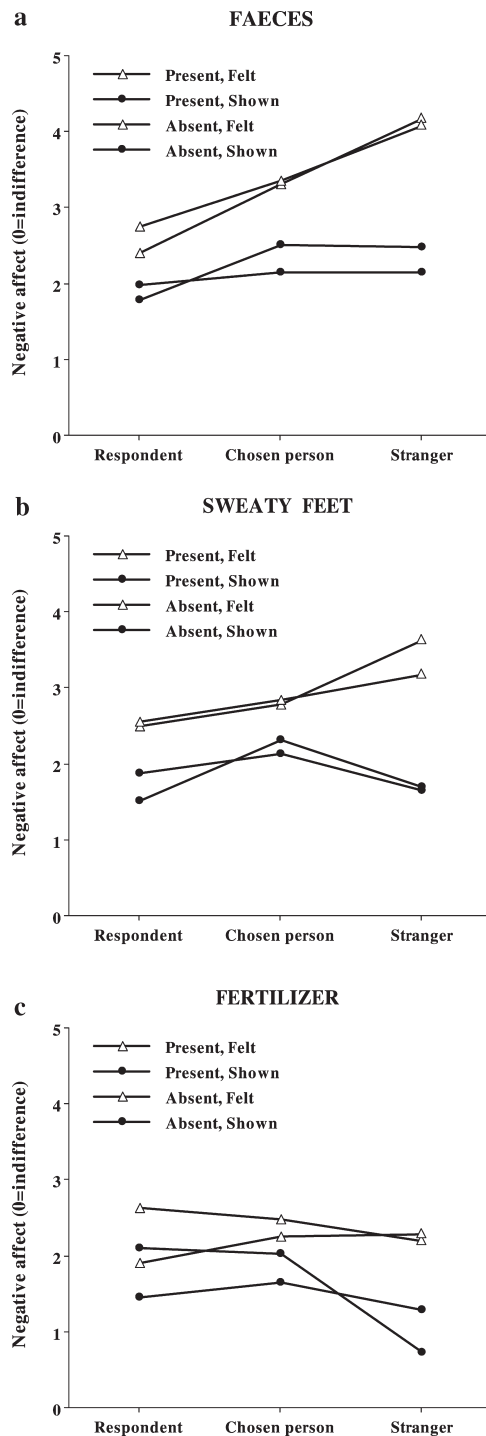 a
FAECES
Negative affect (0=indifference)
5
4
3
2
1
0
Present, Felt
Present, Shown
Absent, Felt
Absent, Shown
Respondent Chosen person Stranger
b
SWEATY FEET
Negative affect (0=indifference)
5
4
3
2
1
0
Present, Felt
Present, Shown
Absent, Felt
Absent, Shown
Respondent Chosen person Stranger
c
FERTILIZER
Negative affect (0=indifference)
5
4
3
2
1
0
Present, Felt
Present, Shown
Absent, Felt
Absent, Shown
Respondent Chosen person Stranger